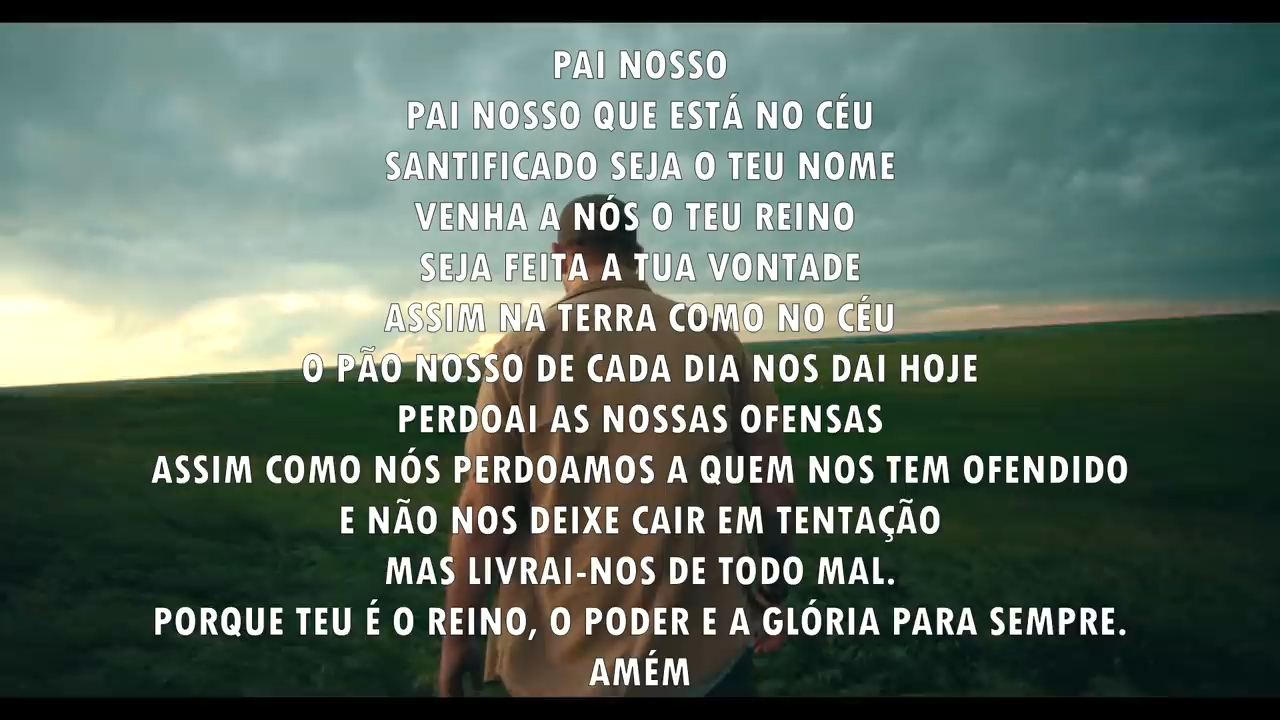 PAI NOSSO
PAI NOSSO QUE ESTÁ NO CÉU
SANTIFICADO SEJA O TEU NOME
VENHA A NÓS O TEU REINO
SEJA FEITA A TUA VONTADE
ASSIM NA TERRA COMO NO CÉU
O PÃO NOSSO DE CADA DIA NOS DAI HOJE
PERDOAI AS NOSSAS OFENSAS
ASSIM COMO NÓS PERDOAMOS A QUEM NOS TEM OFENDIDO
E NÃO NOS DEIXE CAIR EM TENTAÇÃO
MAS LIVRAI-NOS DE TODO MAL.
PORQUE TEU É O REINO, O PODER E A GLÓRIA PARA SEMPRE.
AMÉM